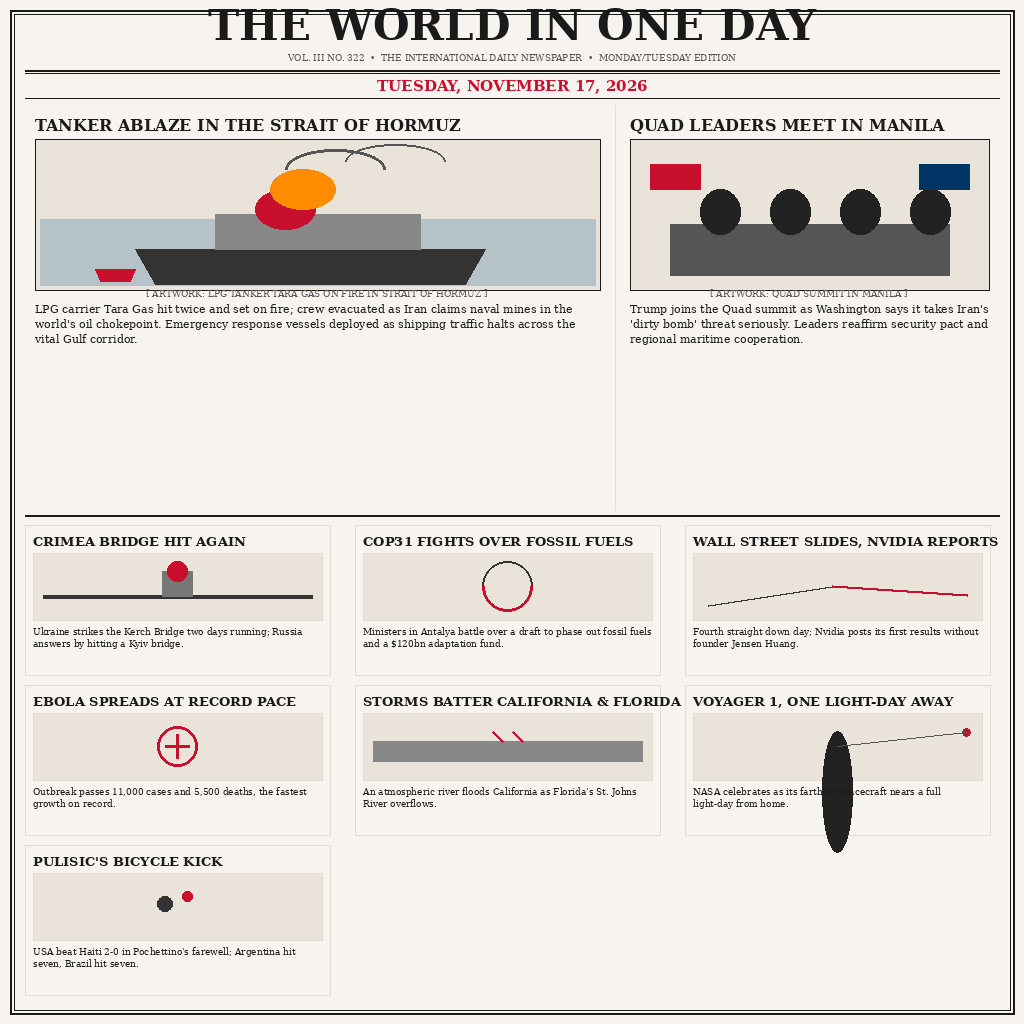 THE WORLD IN ONE DAY
VOL. III NO. 322 • THE INTERNATIONAL DAILY NEWSPAPER • MONDAY/TUESDAY EDITION
TUESDAY, NOVEMBER 17, 2026
TANKER ABLAZE IN THE STRAIT OF HORMUZ
[ ARTWORK: LPG TANKER TARA GAS ON FIRE IN STRAIT OF HORMUZ ]
LPG carrier Tara Gas hit twice and set on fire; crew evacuated as Iran claims naval mines in the
world's oil chokepoint. Emergency response vessels deployed as shipping traffic halts across the
vital Gulf corridor.
QUAD LEADERS MEET IN MANILA
[ ARTWORK: QUAD SUMMIT IN MANILA ]
Trump joins the Quad summit as Washington says it takes Iran's
'dirty bomb' threat seriously. Leaders reaffirm security pact and
regional maritime cooperation.
CRIMEA BRIDGE HIT AGAIN
Ukraine strikes the Kerch Bridge two days running; Russia
answers by hitting a Kyiv bridge.
COP31 FIGHTS OVER FOSSIL FUELS
Ministers in Antalya battle over a draft to phase out fossil fuels
and a $120bn adaptation fund.
WALL STREET SLIDES, NVIDIA REPORTS
Fourth straight down day; Nvidia posts its first results without
founder Jensen Huang.
EBOLA SPREADS AT RECORD PACE
Outbreak passes 11,000 cases and 5,500 deaths, the fastest
growth on record.
STORMS BATTER CALIFORNIA & FLORIDA
An atmospheric river floods California as Florida's St. Johns
River overflows.
VOYAGER 1, ONE LIGHT-DAY AWAY
NASA celebrates as its nears a full
light-day from home.
PULISIC'S BICYCLE KICK
USA beat Haiti 2-0 in Pochettino's farewell; Argentina hit
seven, Brazil hit seven.